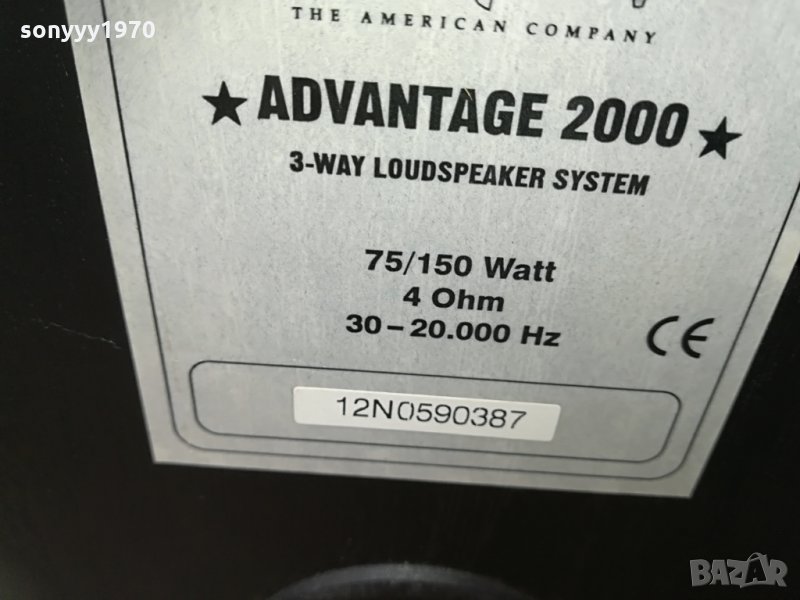 sonyyy1970
THE AMERICAN COMPANY
★ ADVANTAGE 2000 ★
3-WAY LOUDSPEAKER SYSTEM
75/150 Watt
4 Ohm
30–20.000 Hz
CE
12N0590387
BAZAR